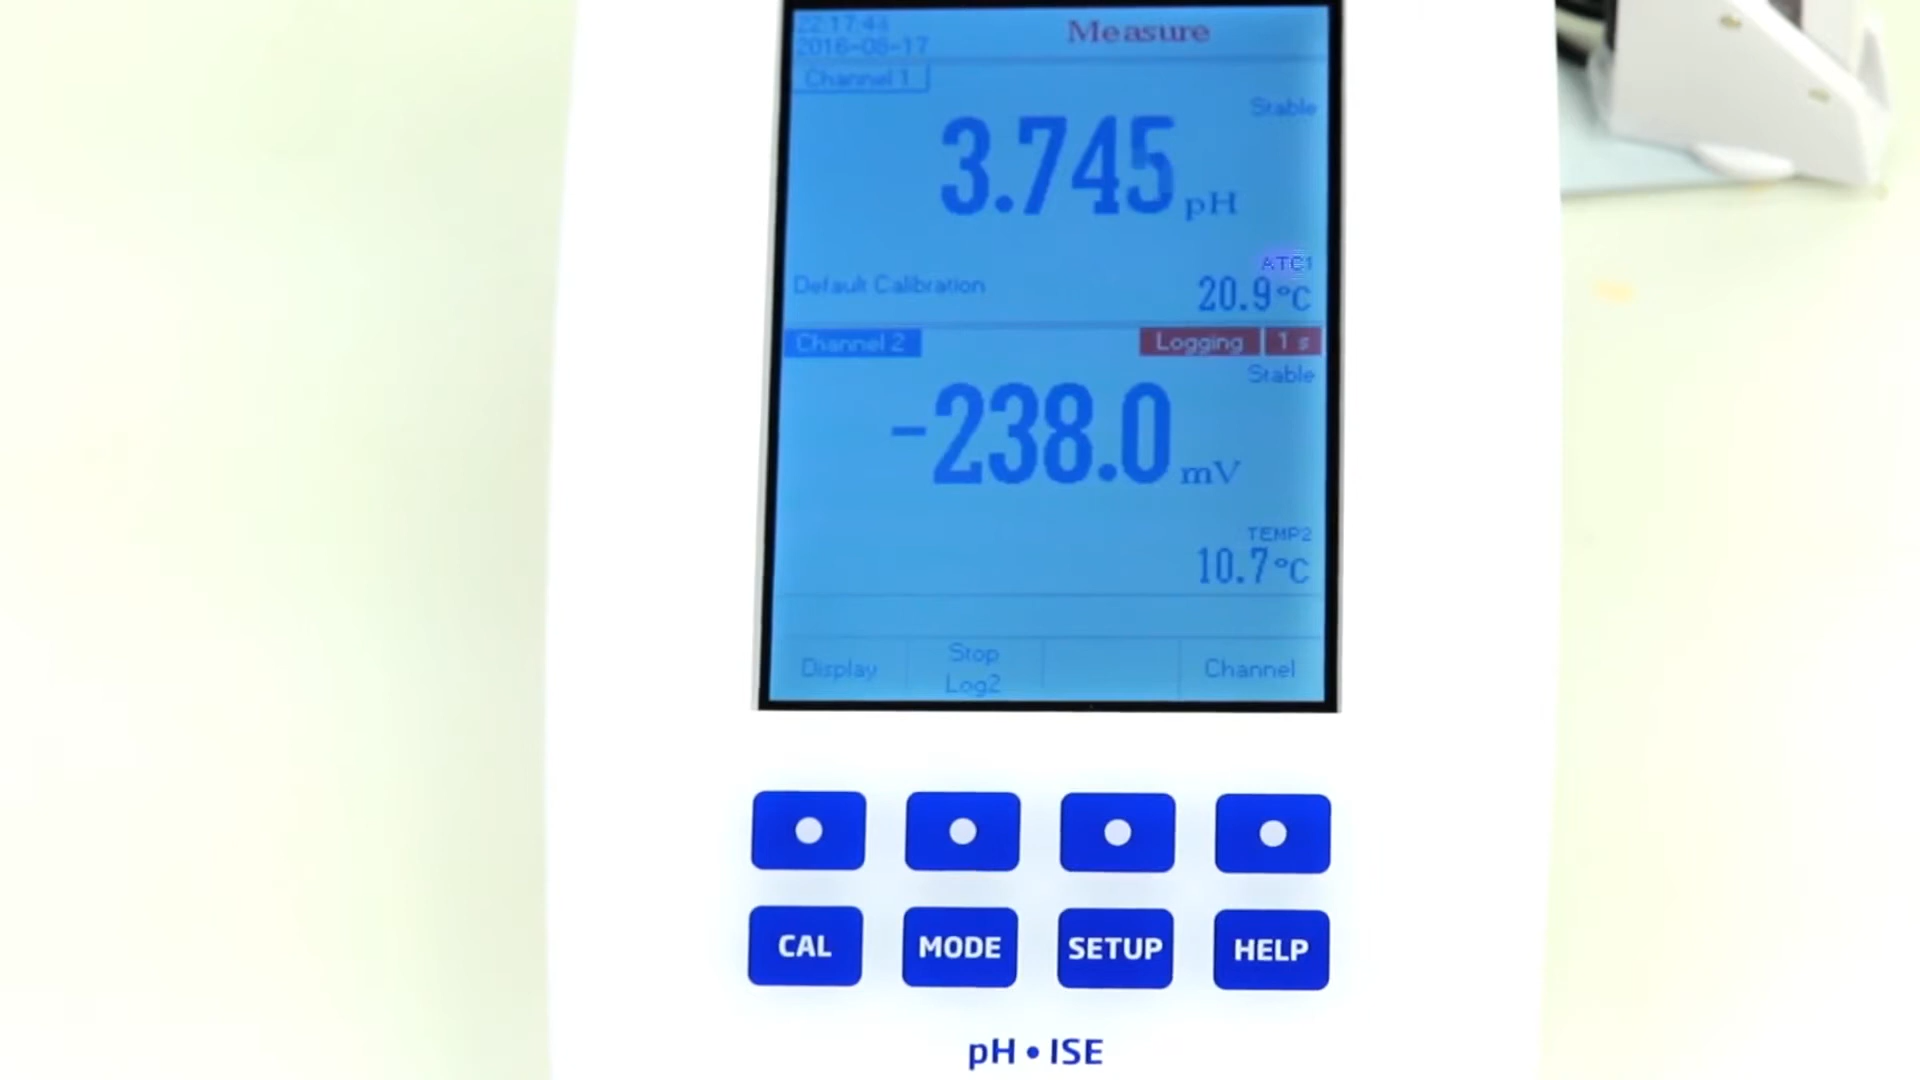 22:17:44
2016-08-17
Measure
Channel 1
Stable
3.745 pH
ATC1
Default Calibration
20.9°C
Channel 2
Logging 1 s
Stable
-238.0 mV
TEMP2
10.7°C
Display
Stop
Log2
Channel
CAL MODE SETUP HELP
pH • ISE